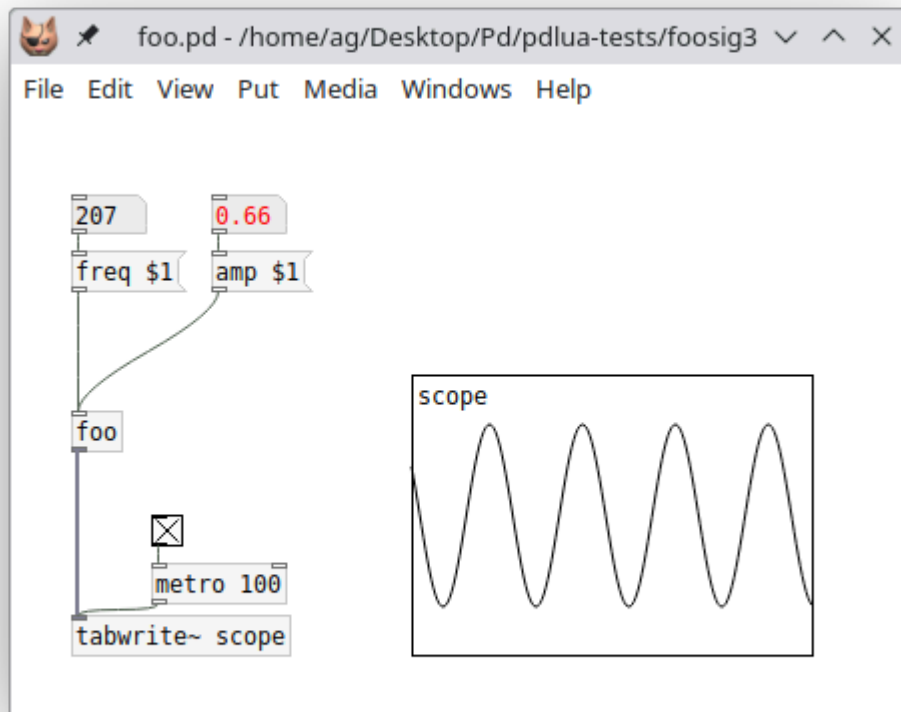 foo.pd - /home/ag/Desktop/Pd/pdlua-tests/foosig3
File Edit View Put Media Windows Help
207 0.66
freq $1 amp $1
scope
foo
metro 100
tabwrite~ scope